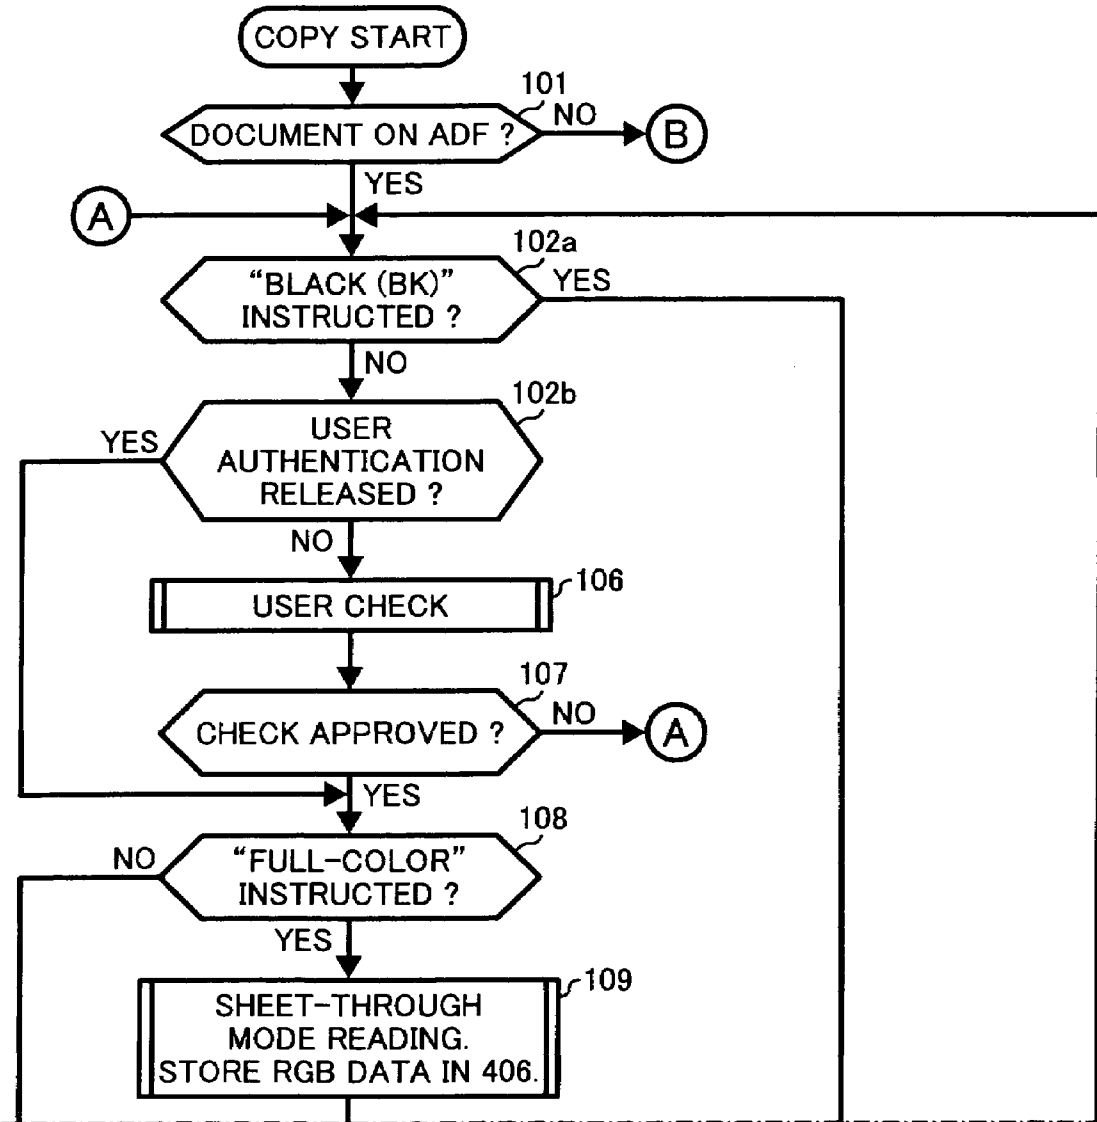 COPY START
101
DOCUMENT ON ADF ?
NO
B
YES
A
102a
“BLACK (BK)”
INSTRUCTED ?
YES
NO
102b
YES
USER
AUTHENTICATION
RELEASED ?
NO
USER CHECK
106
107
CHECK APPROVED ?
NO
A
YES
108
NO
“FULL-COLOR”
INSTRUCTED ?
YES
109
SHEET-THROUGH
MODE READING.
STORE RGB DATA IN 406.